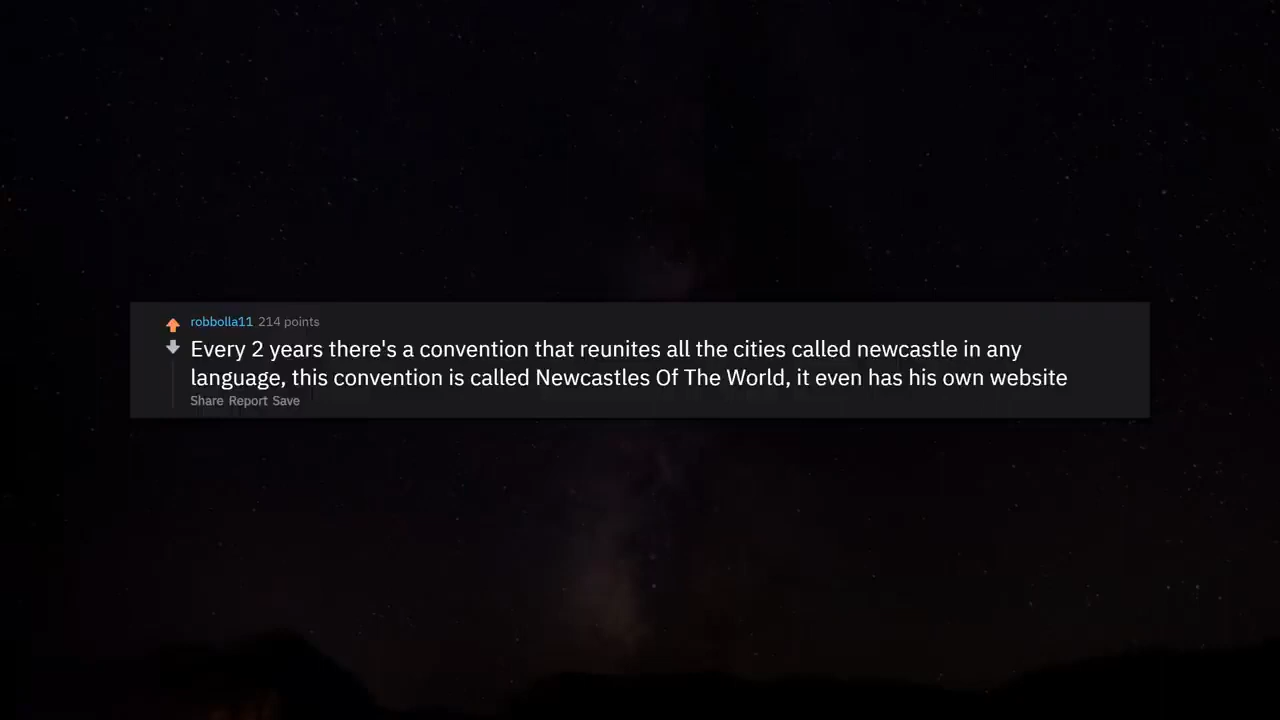 robbolla11 214 points
Every 2 years there's a convention that reunites all the cities called newcastle in any
language, this convention is called Newcastles Of The World, it even has his own website
Share Report Save